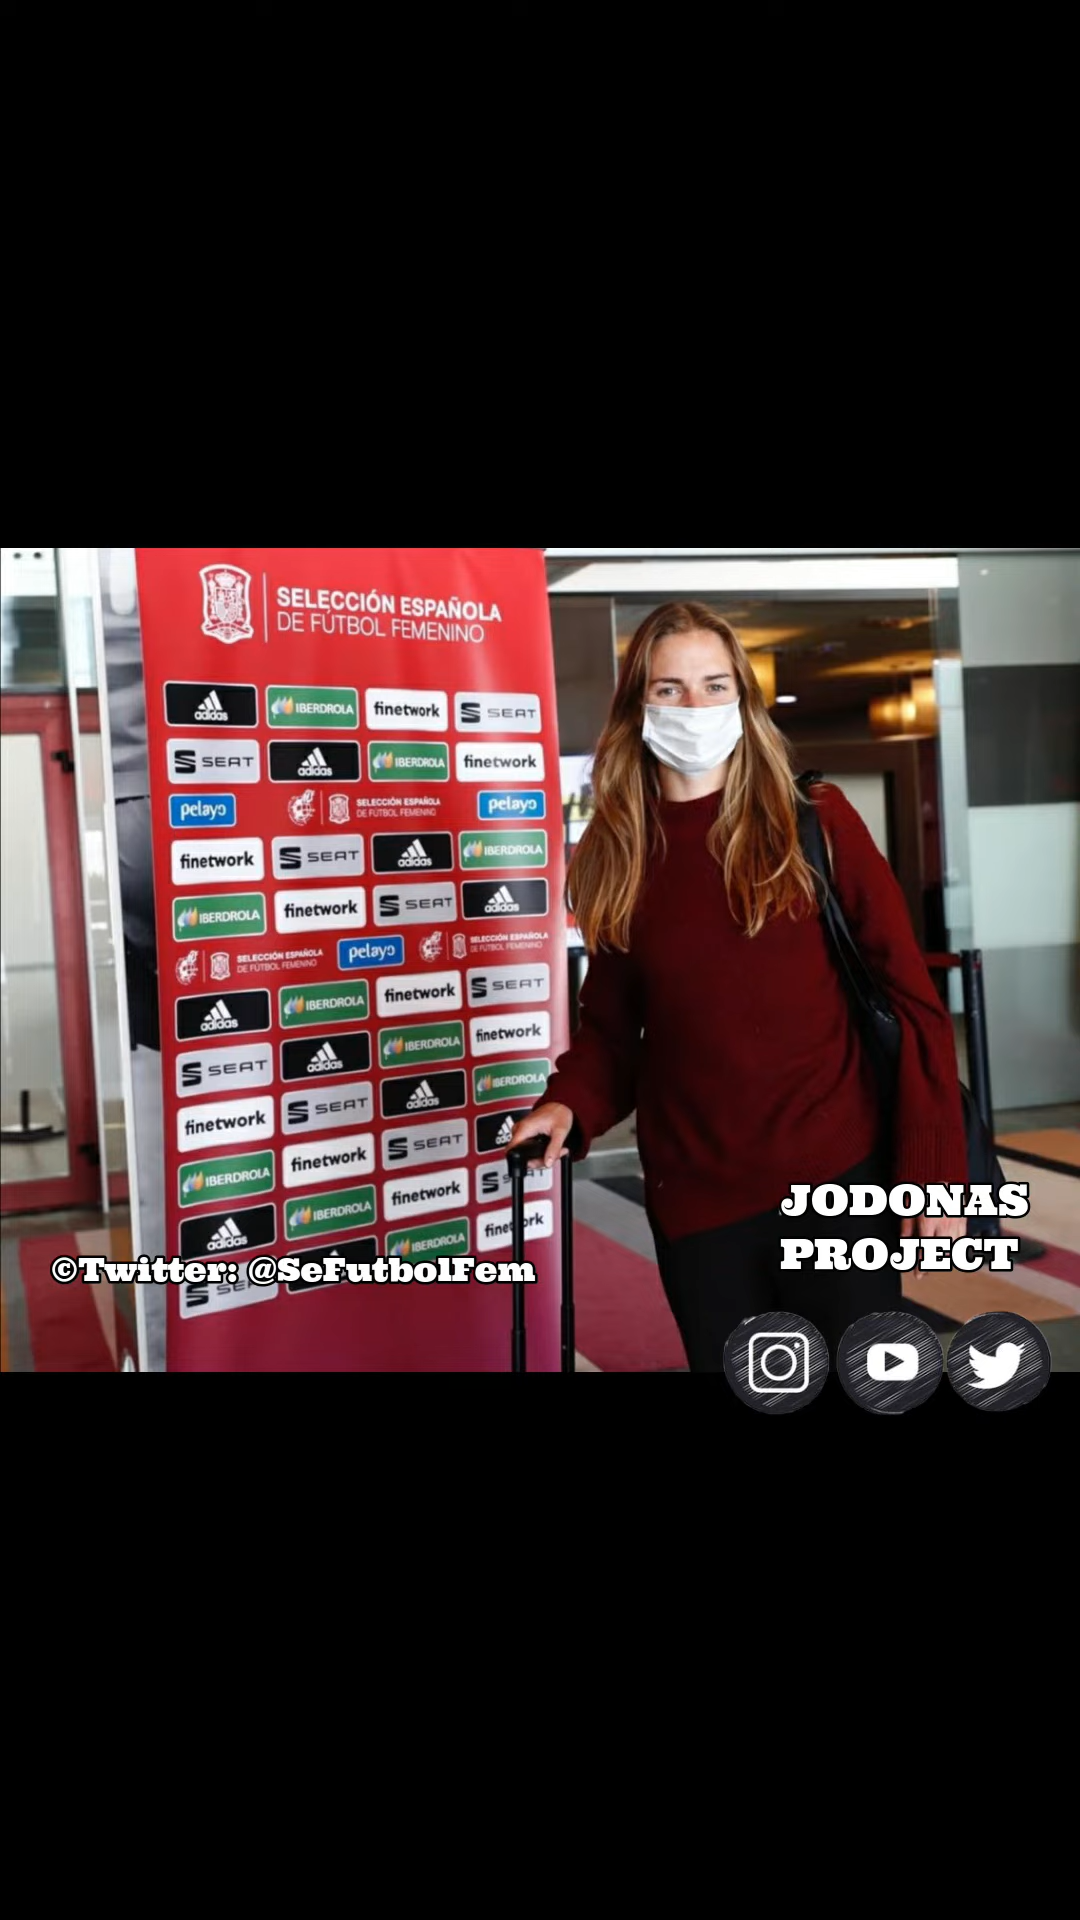 SELECCIÓN ESPAÑOLA
DE FÚTBOL FEMENINO
adidas IBERDROLA finetwork SEAT
SEAT adidas IBERDROLA finetwork
pelayo SELECCIÓN ESPAÑOLA DE FÚTBOL FEMENINO pelayo
finetwork SEAT adidas IBERDROLA
IBERDROLA finetwork SEAT adidas
SELECCIÓN ESPAÑOLA DE FÚTBOL FEMENINO pelayo SELECCIÓN ESPAÑOLA DE FÚTBOL FEMENINO
adidas IBERDROLA finetwork SEAT
SEAT adidas IBERDROLA finetwork
finetwork SEAT adidas IBERDROLA
IBERDROLA finetwork SEAT
adidas IBERDROLA finetwork SEAT
IBERDROLA
©Twitter: @SeFutbolFem
JODONAS
PROJECT